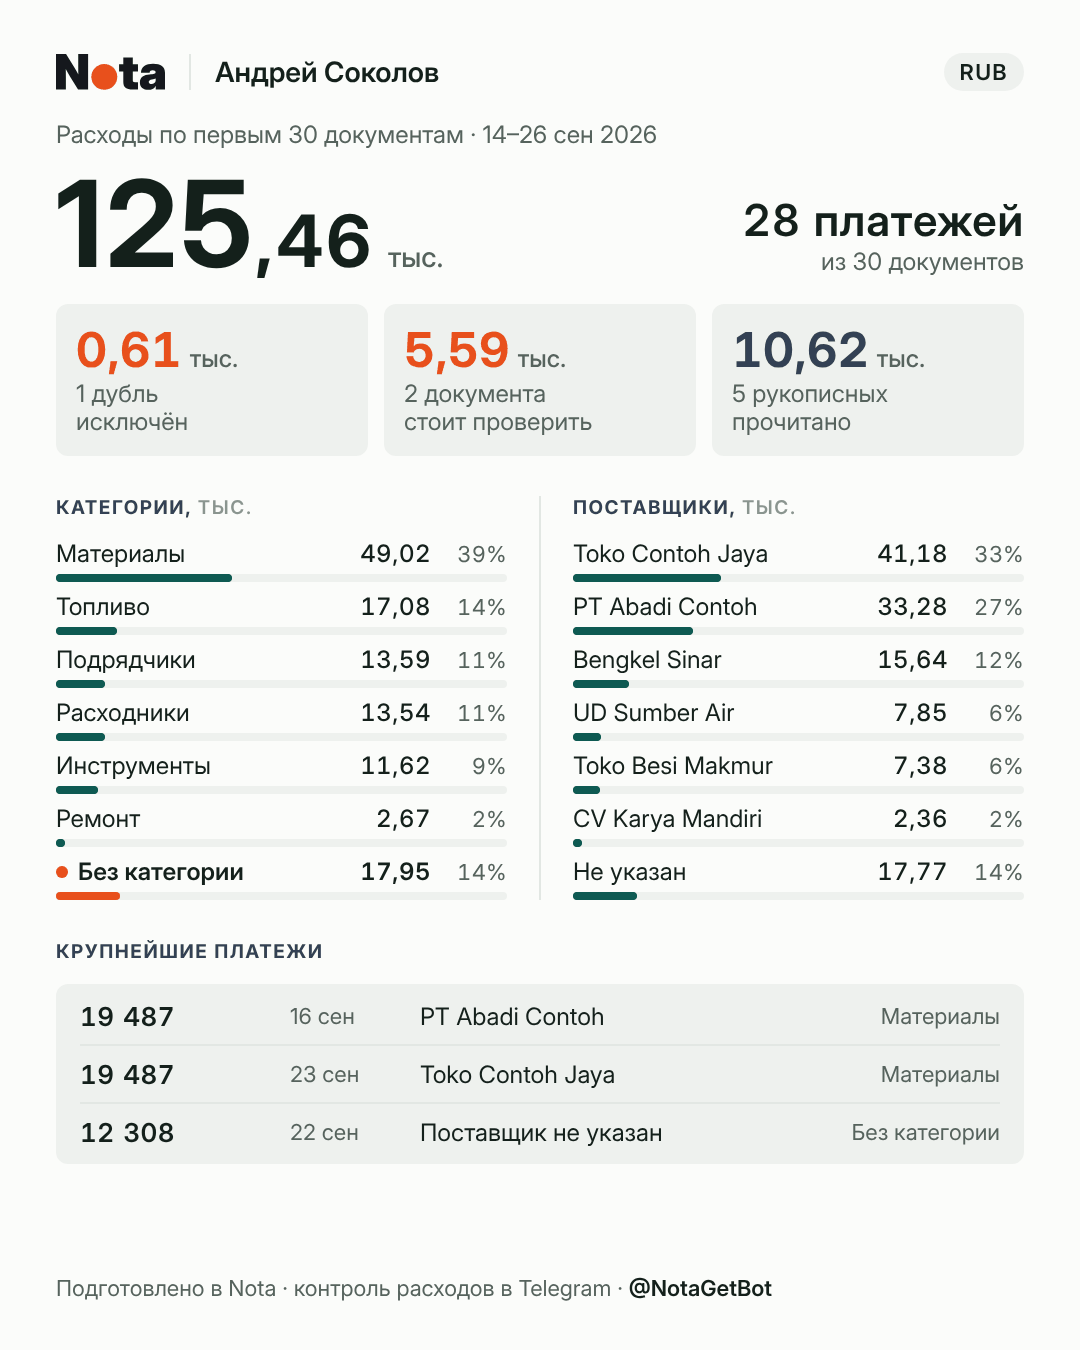 Nota
Андрей Соколов
RUB
Расходы по первым 30 документам · 14–26 сен 2026
125,46 тыс.
28 платежей
из 30 документов
0,61 тыс.
1 дубль
исключён
5,59 тыс.
2 документа
стоит проверить
10,62 тыс.
5 рукописных
прочитано
КАТЕГОРИИ, ТЫС.
Материалы 49,02 39%
Топливо 17,08 14%
Подрядчики 13,59 11%
Расходники 13,54 11%
Инструменты 11,62 9%
Ремонт 2,67 2%
Без категории 17,95 14%
ПОСТАВЩИКИ, ТЫС.
Toko Contoh Jaya 41,18 33%
PT Abadi Contoh 33,28 27%
Bengkel Sinar 15,64 12%
UD Sumber Air 7,85 6%
Toko Besi Makmur 7,38 6%
CV Karya Mandiri 2,36 2%
Не указан 17,77 14%
КРУПНЕЙШИЕ ПЛАТЕЖИ
19 487 16 сен PT Abadi Contoh Материалы
19 487 23 сен Toko Contoh Jaya Материалы
12 308 22 сен Поставщик не указан Без категории
Подготовлено в Nota · контроль расходов в Telegram · @NotaGetBot